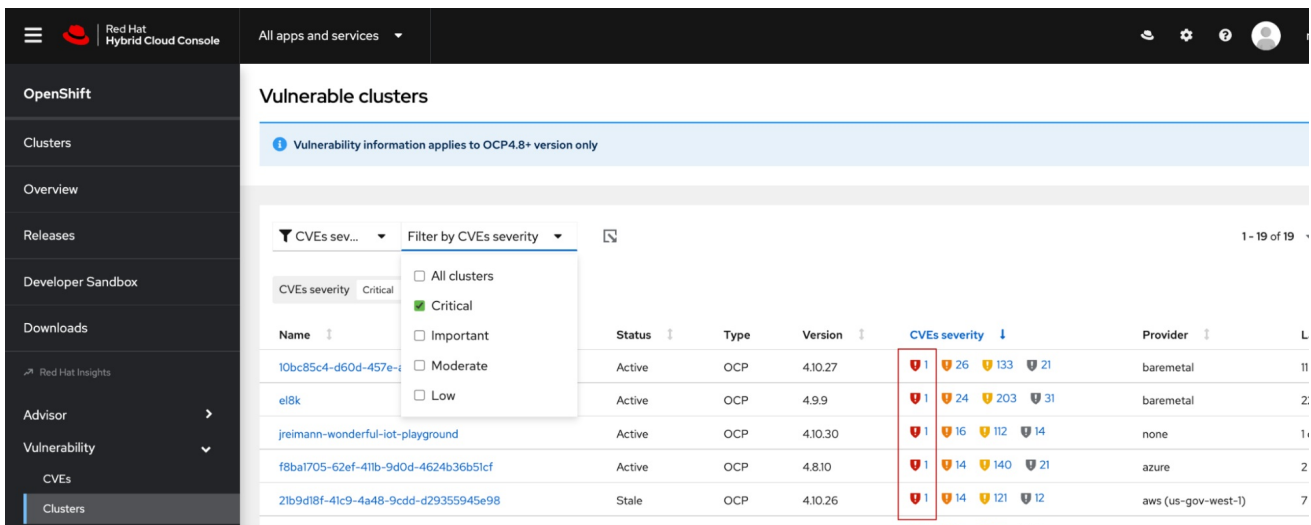 Red Hat
Hybrid Cloud Console
All apps and services
OpenShift
Clusters
Overview
Releases
Developer Sandbox
Downloads
Red Hat Insights
Advisor
Vulnerability
CVEs
Clusters
Vulnerable clusters
Vulnerability information applies to OCP4.8+ version only
CVEs sev... Filter by CVEs severity 1 - 19 of 19
All clusters
Critical
Important
Moderate
Low
CVEs severity Critical
Name Status Type Version CVEs severity Provider
10bc85c4-d60d-457e- Active OCP 4.10.27 1 26 133 21 baremetal 11
el8k Active OCP 4.9.9 1 24 203 31 baremetal
jreimann-wonderful-iot-playground Active OCP 4.10.30 1 16 112 14 none
f8ba1705-62ef-411b-9d0d-4624b36b51cf Active OCP 4.8.10 1 14 140 21 azure 2
21b9d18f-41c9-4a48-9cdd-d29355945e98 Stale OCP 4.10.26 1 14 121 12 aws (us-gov-west-1) 7